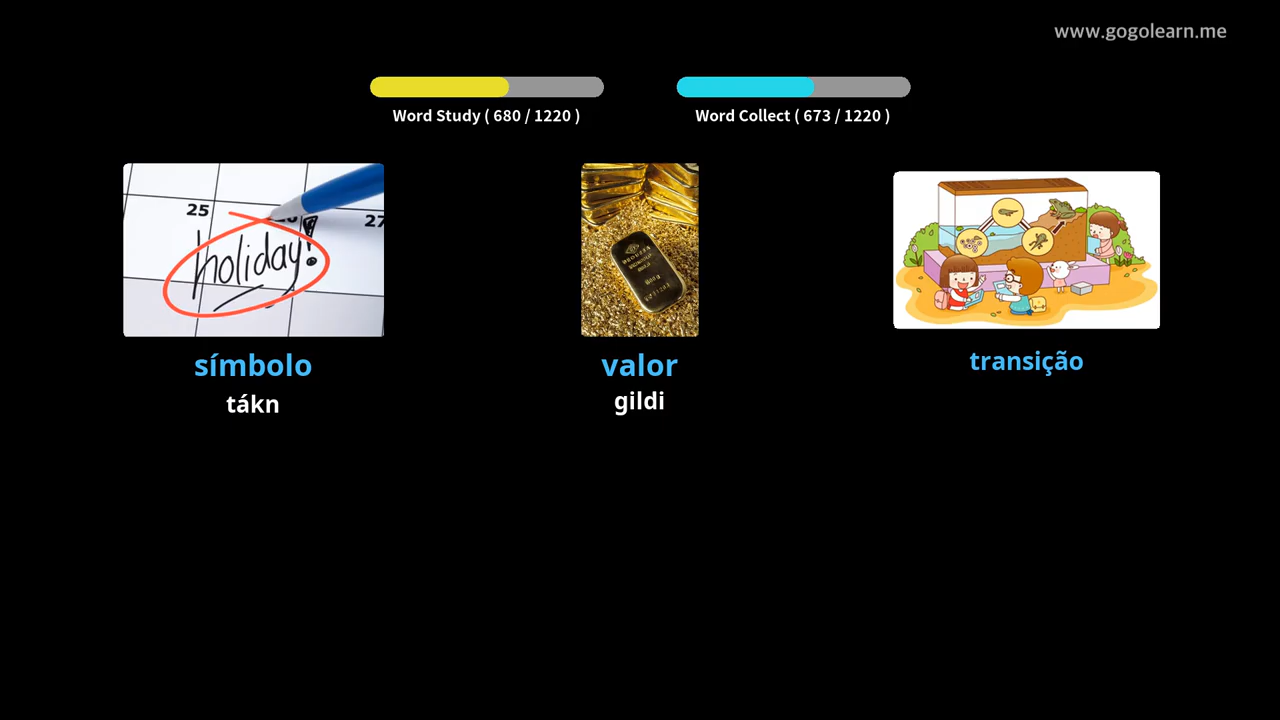 www.gogolearn.me
Word Study ( 680 / 1220 )
Word Collect ( 673 / 1220 )
25
27
holiday!
símbolo
tákn
valor
gildi
transição